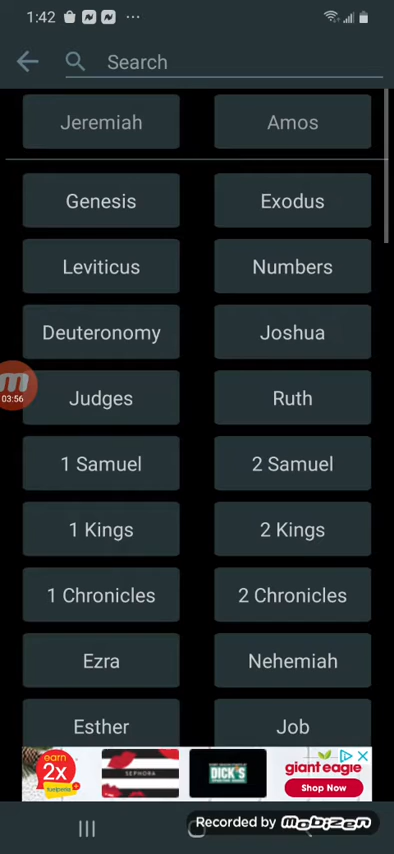 1:42
Search
Jeremiah Amos
Genesis Exodus
Leviticus Numbers
Deuteronomy Joshua
Judges Ruth
03:56
1 Samuel 2 Samuel
1 Kings 2 Kings
1 Chronicles 2 Chronicles
Ezra Nehemiah
Esther Job
earn
2x
fuelperks+
SEPHORA
DICK'S
giant eagle
Shop Now
Recorded by mobizen